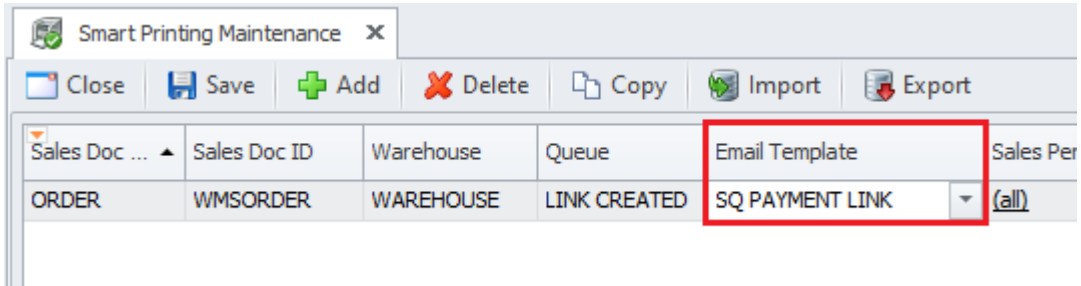 Smart Printing Maintenance
Close Save Add Delete Copy Import Export
Sales Doc ... Sales Doc ID Warehouse Queue Email Template Sales Per
ORDER WMSORDER WAREHOUSE LINK CREATED SQ PAYMENT LINK (all)